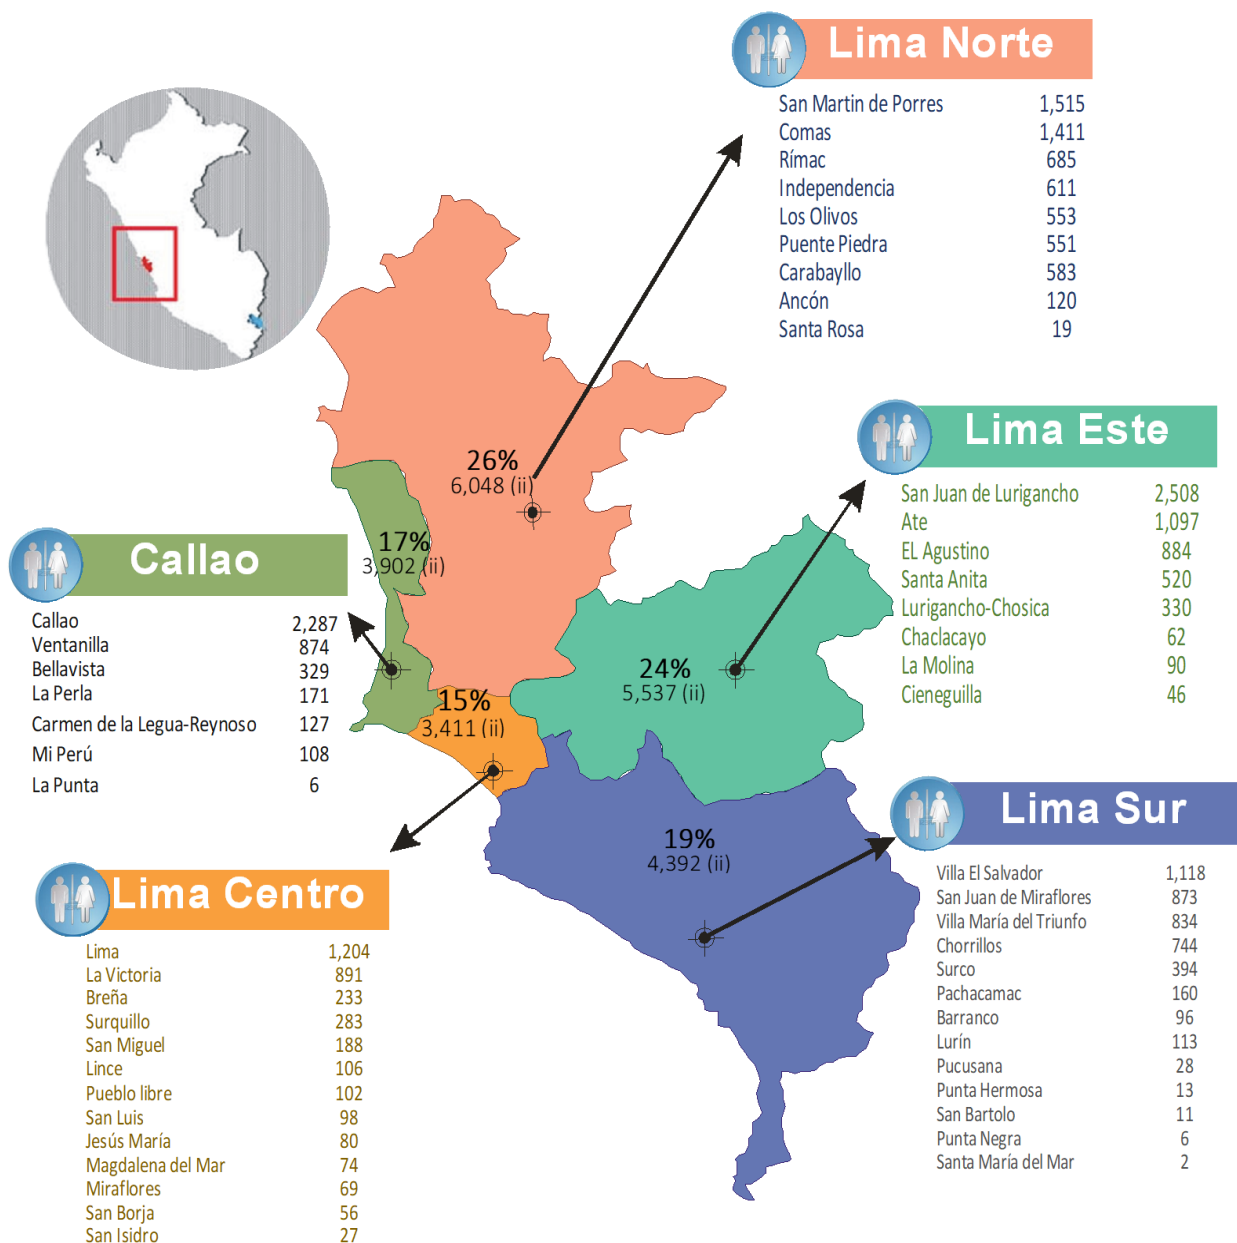 Lima Norte
San Martin de Porres 1,515
Comas 1,411
Rímac 685
Independencia 611
Los Olivos 553
Puente Piedra 551
Carabayllo 583
Ancón 120
Santa Rosa 19
26%
6,048 (ii)
Lima Este
San Juan de Lurigancho 2,508
Ate 1,097
EL Agustino 884
Santa Anita 520
Lurigancho-Chosica 330
Chaclacayo 62
La Molina 90
Cieneguilla 46
17%
3,902 (ii)
Callao
Callao 2,287
Ventanilla 874
Bellavista 329
La Perla 171
Carmen de la Legua-Reynoso 127
Mi Perú 108
La Punta 6
24%
5,537 (ii)
15%
3,411 (ii)
19%
4,392 (ii)
Lima Sur
Villa El Salvador 1,118
San Juan de Miraflores 873
Villa María del Triunfo 834
Chorrillos 744
Surco 394
Pachacamac 160
Barranco 96
Lurín 113
Pucusana 28
Punta Hermosa 13
San Bartolo 11
Punta Negra 6
Santa María del Mar 2
Lima Centro
Lima 1,204
La Victoria 891
Breña 233
Surquillo 283
San Miguel 188
Lince 106
Pueblo libre 102
San Luis 98
Jesús María 80
Magdalena del Mar 74
Miraflores 69
San Borja 56
San Isidro 27